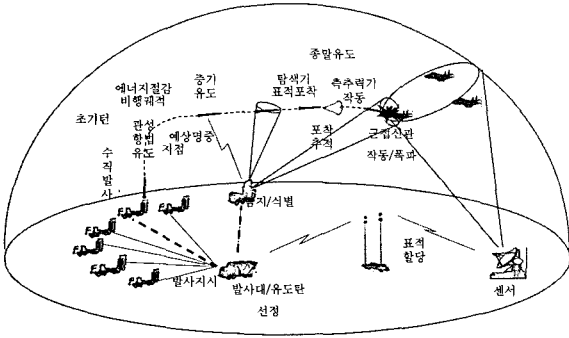 종말유도
중기
유도
탐색기
표적포착
측추력기
작동
에너지절감
비행궤적
초기턴
관성
항법
유도
예상명중
지점
수
직
발
사
포착
추적
근접신관
작동/폭파
탐지/식별
표적
할당
발사지시
발사대/유도탄
선정
센서